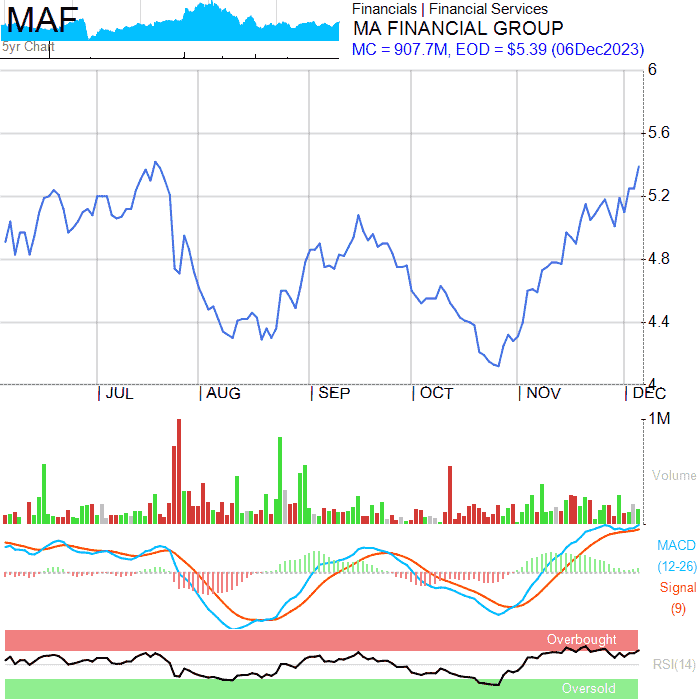 MAF
5yr Chart
Financials | Financial Services
MA FINANCIAL GROUP
MC = 907.7M, EOD = $5.39 (06Dec2023)
6
5.6
5.2
4.8
4.4
4
| JUL | AUG | SEP | OCT | NOV | DEC
1M
Volume
MACD
(12-26)
Signal
(9)
Overbought
RSI(14)
Oversold